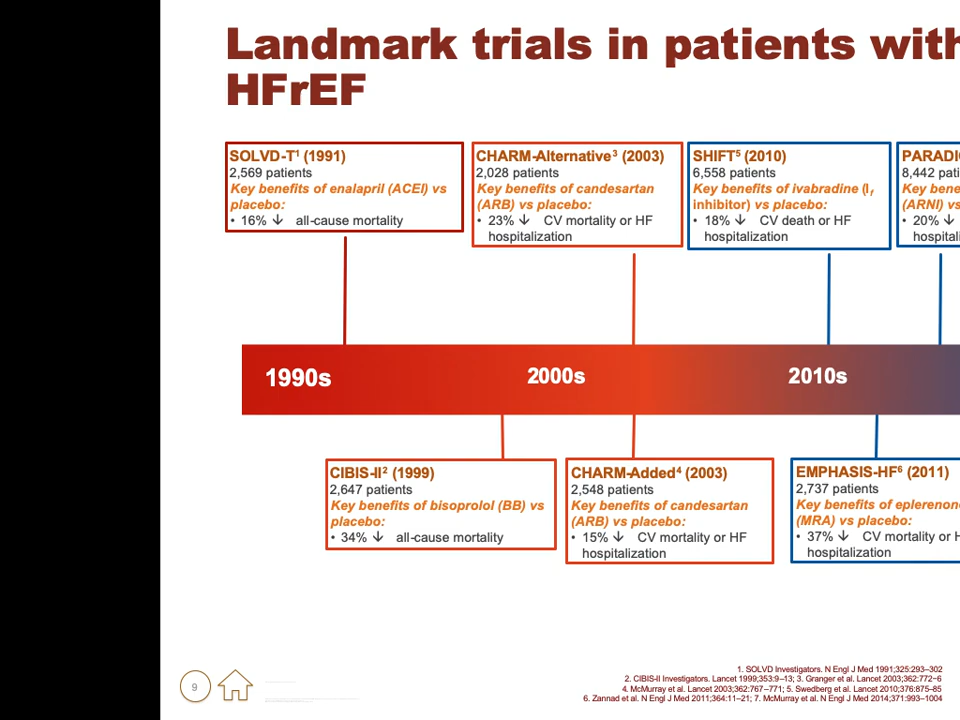 Landmark trials in patients with
HFrEF
SOLVD-T¹ (1991)
2,569 patients
Key benefits of enalapril (ACEI) vs
placebo:
• 16% ↓ all-cause mortality
CHARM-Alternative³ (2003)
2,028 patients
Key benefits of candesartan
(ARB) vs placebo:
• 23% ↓ CV mortality or HF
hospitalization
SHIFT⁵ (2010)
6,558 patients
Key benefits of ivabradine (If
inhibitor) vs placebo:
• 18% ↓ CV death or HF
hospitalization
PARADI
8,442 pati
Key bene
(ARNI) vs
• 20% ↓
hospitali
1990s
2000s
2010s
CIBIS-II² (1999)
2,647 patients
Key benefits of bisoprolol (BB) vs
placebo:
• 34% ↓ all-cause mortality
CHARM-Added⁴ (2003)
2,548 patients
Key benefits of candesartan
(ARB) vs placebo:
• 15% ↓ CV mortality or HF
hospitalization
EMPHASIS-HF⁶ (2011)
2,737 patients
Key benefits of eplerenon
(MRA) vs placebo:
• 37% ↓ CV mortality or H
hospitalization
1. SOLVD Investigators. N Engl J Med 1991;325:293–302
2. CIBIS-II Investigators. Lancet 1999;353:9–13; 3. Granger et al. Lancet 2003;362:772–6
4. McMurray et al. Lancet 2003;362:767–771; 5. Swedberg et al. Lancet 2010;376:875–85
6. Zannad et al. N Engl J Med 2011;364:11–21; 7. McMurray et al. N Engl J Med 2014;371:993–1004
9